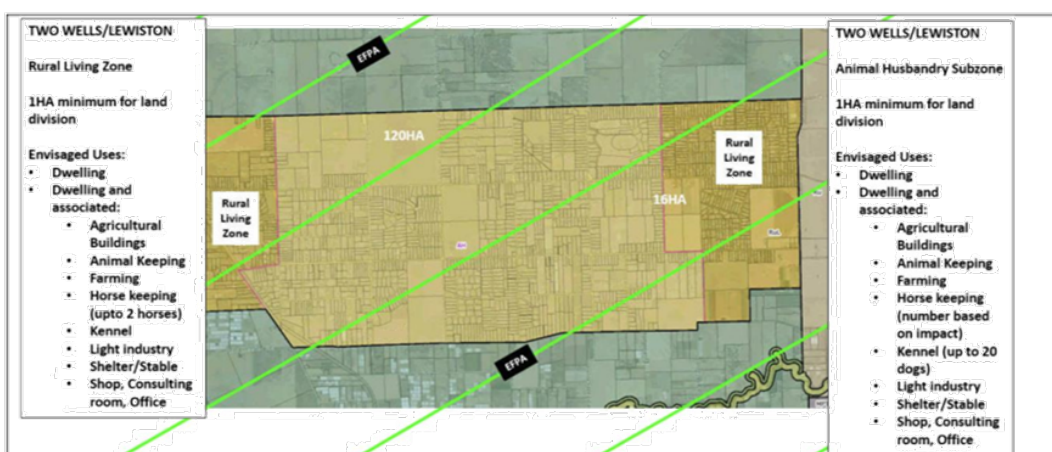 TWO WELLS/LEWISTON
Rural Living Zone
1HA minimum for land
division
Envisaged Uses:
• Dwelling
• Dwelling and
associated:
• Agricultural
Buildings
• Animal Keeping
• Farming
• Horse keeping
(upto 2 horses)
• Kennel
• Light industry
• Shelter/Stable
• Shop, Consulting
room, Office
EFPA
120HA
Rural
Living
Zone
16HA
Rural
Living
Zone
EFPA
TWO WELLS/LEWISTON
Animal Husbandry Subzone
1HA minimum for land
division
Envisaged Uses:
• Dwelling
• Dwelling and
associated:
• Agricultural
Buildings
• Animal Keeping
• Farming
• Horse keeping
(number based
on impact)
• Kennel (up to 20
dogs)
• Light industry
• Shelter/Stable
• Shop, Consulting
room, Office